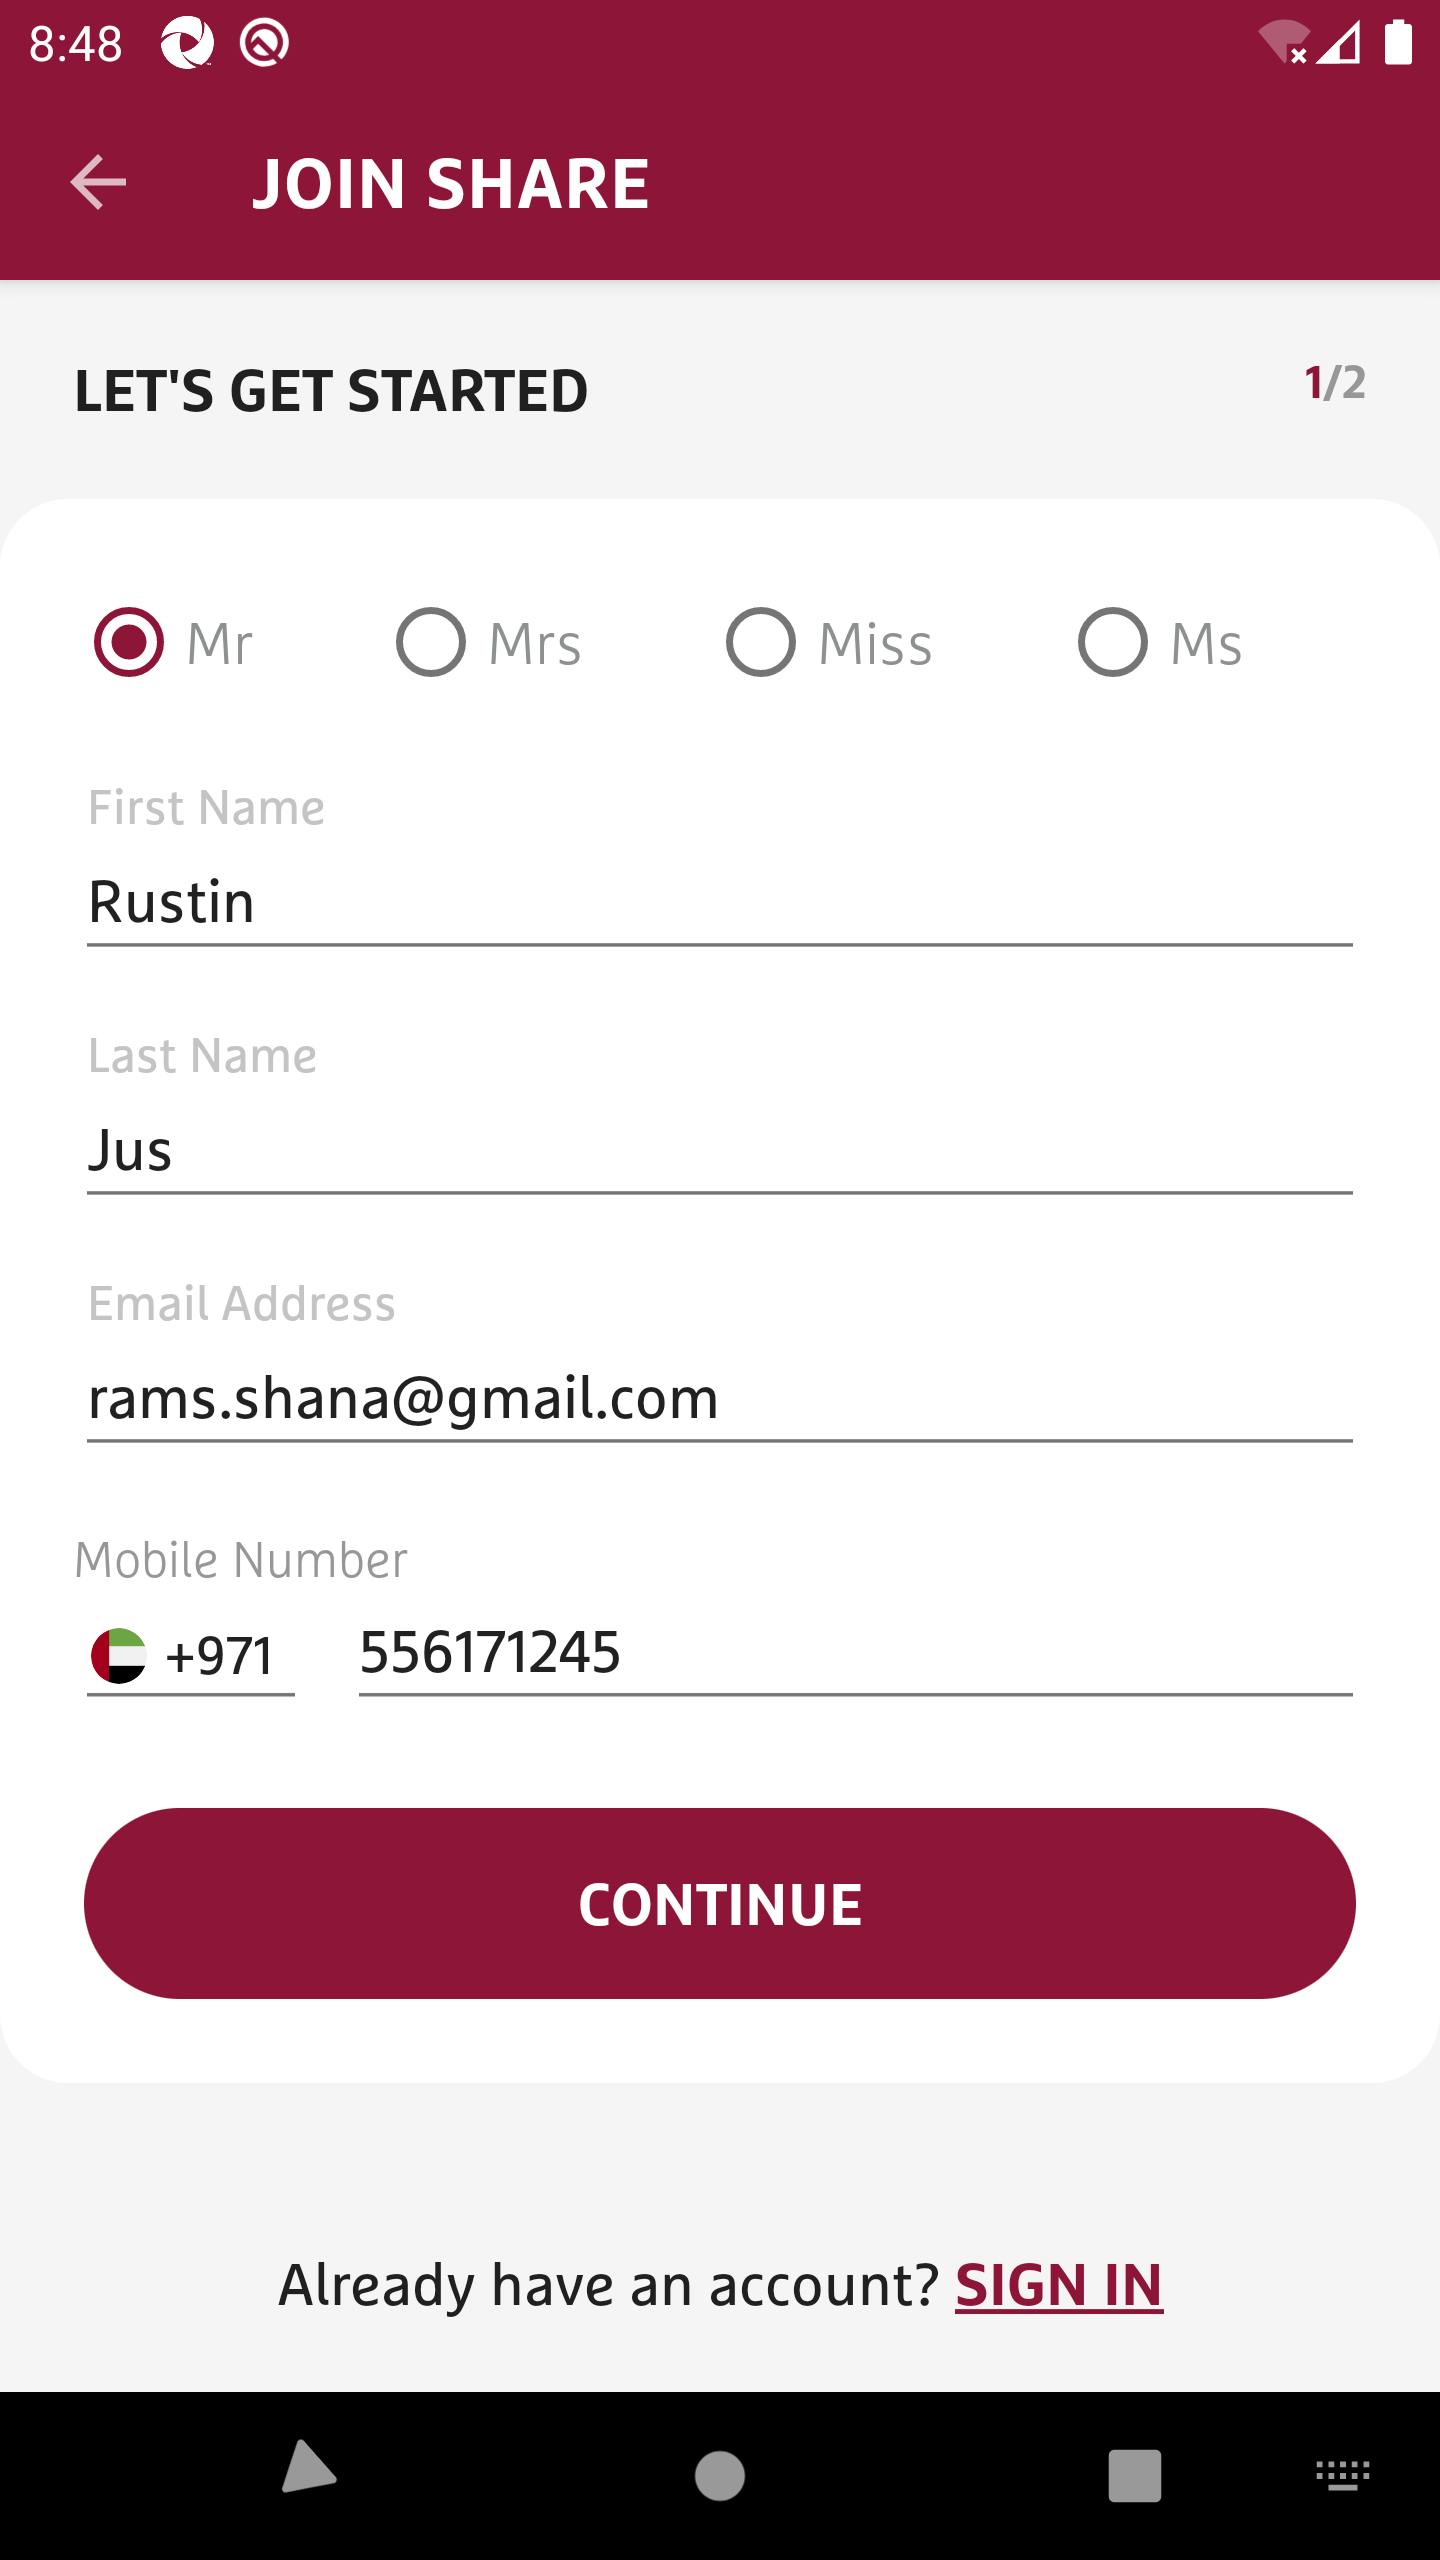 8:48
JOIN SHARE
LET'S GET STARTED
1/2
Mr Mrs Miss Ms
First Name
Rustin
Last Name
Jus
Email Address
rams.shana@gmail.com
Mobile Number
+971 556171245
CONTINUE
Already have an account? SIGN IN